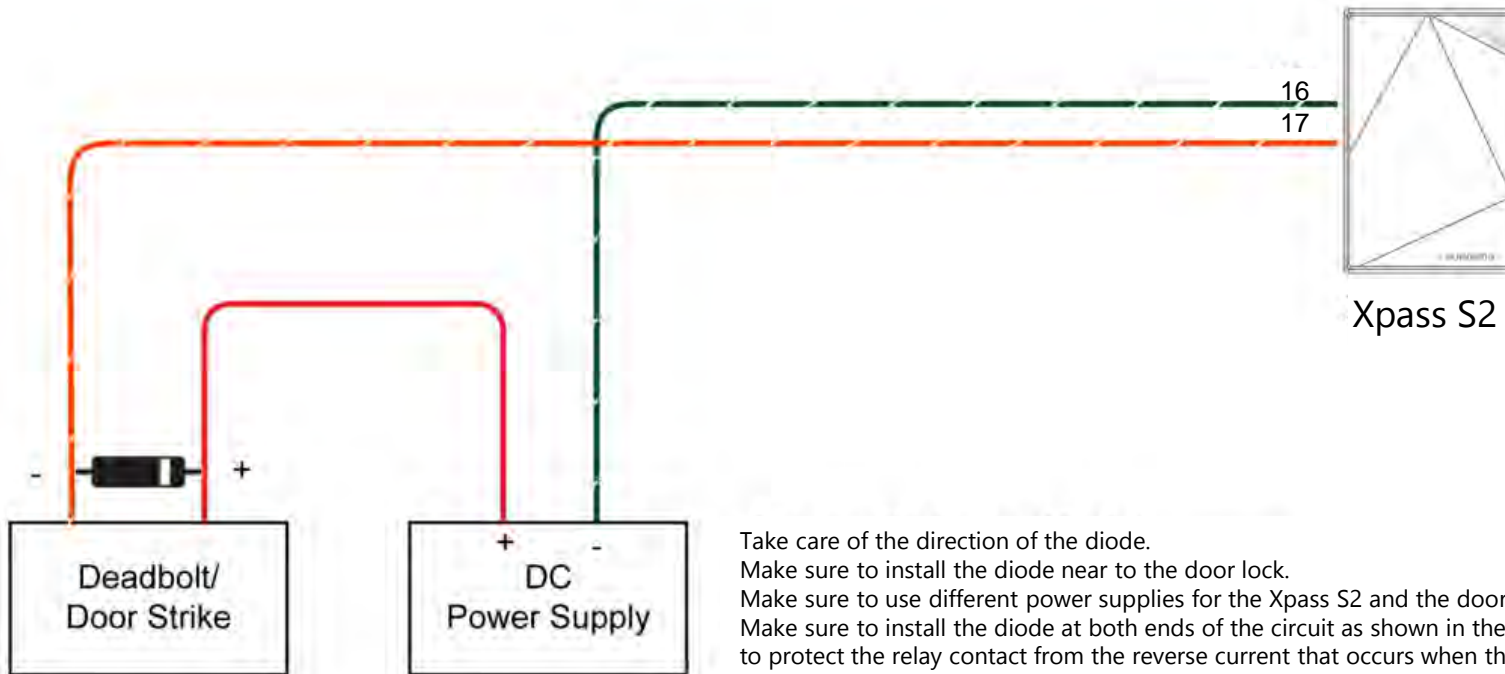 16
17
Xpass S2
- +
Deadbolt/
Door Strike
+ -
DC
Power Supply
Take care of the direction of the diode.
Make sure to install the diode near to the door lock.
Make sure to use different power supplies for the Xpass S2 and the door
Make sure to install the diode at both ends of the circuit as shown in the
to protect the relay contact from the reverse current that occurs when